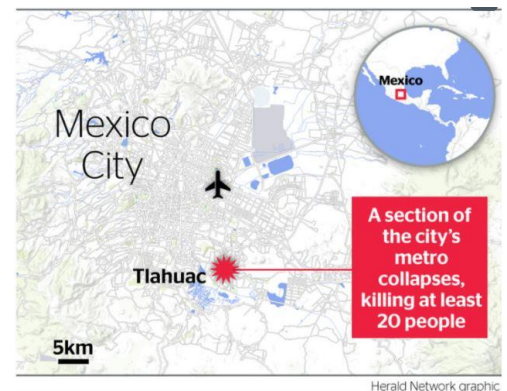 Mexico
City
Mexico
A section of
the city's
metro
collapses,
killing at least
20 people
Tlahuac
5km
Herald Network graphic